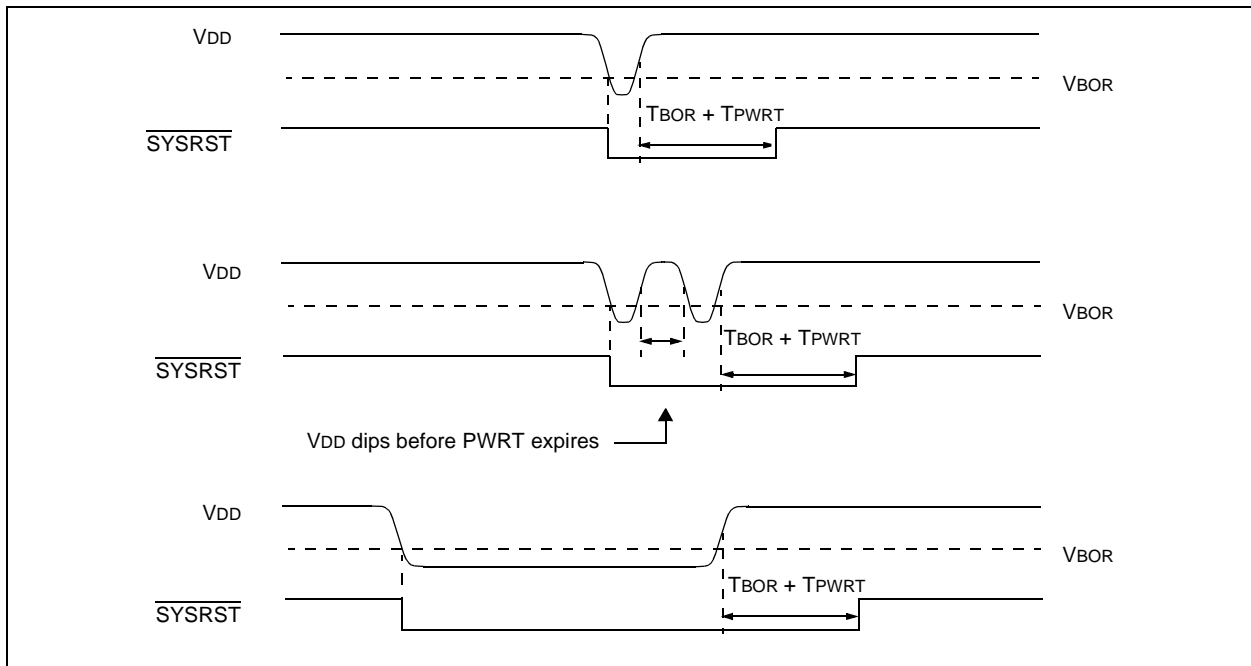 VDD
VBOR
TBOR + TPWRT
SYSRST
VDD
VBOR
TBOR + TPWRT
SYSRST
VDD dips before PWRT expires
VDD
VBOR
TBOR + TPWRT
SYSRST